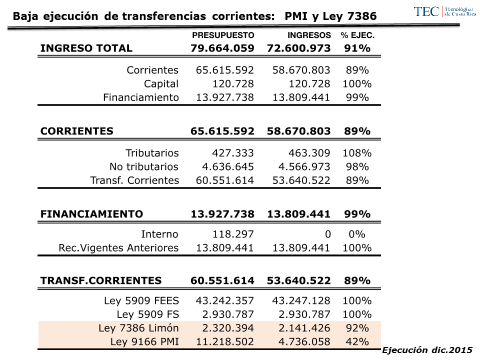 Baja ejecución de transferencias corrientes: PMI y Ley 7386
TEC Tecnológico de Costa Rica
PRESUPUESTO INGRESOS % EJEC.
INGRESO TOTAL 79.664.059 72.600.973 91%
Corrientes 65.615.592 58.670.803 89%
Capital 120.728 120.728 100%
Financiamiento 13.927.738 13.809.441 99%
CORRIENTES 65.615.592 58.670.803 89%
Tributarios 427.333 463.309 108%
No tributarios 4.636.645 4.566.973 98%
Transf. Corrientes 60.551.614 53.640.522 89%
FINANCIAMIENTO 13.927.738 13.809.441 99%
Interno 118.297 0 0%
Rec.Vigentes Anteriores 13.809.441 13.809.441 100%
TRANSF.CORRIENTES 60.551.614 53.640.522 89%
Ley 5909 FEES 43.242.357 43.247.128 100%
Ley 5909 FS 2.930.787 2.930.787 100%
Ley 7386 Limón 2.320.394 2.141.426 92%
Ley 9166 PMI 11.218.502 4.736.058 42%
Ejecución dic.2015